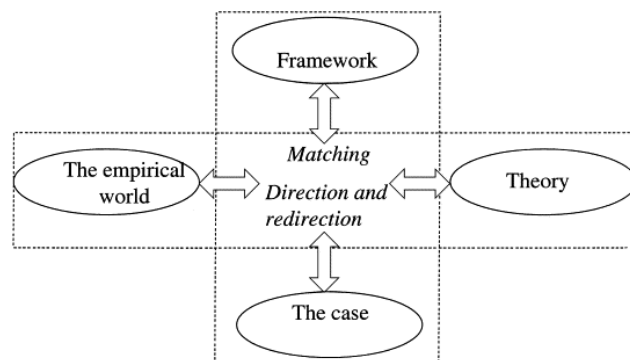 Framework
Matching
The empirical
world
Direction and
redirection
Theory
The case